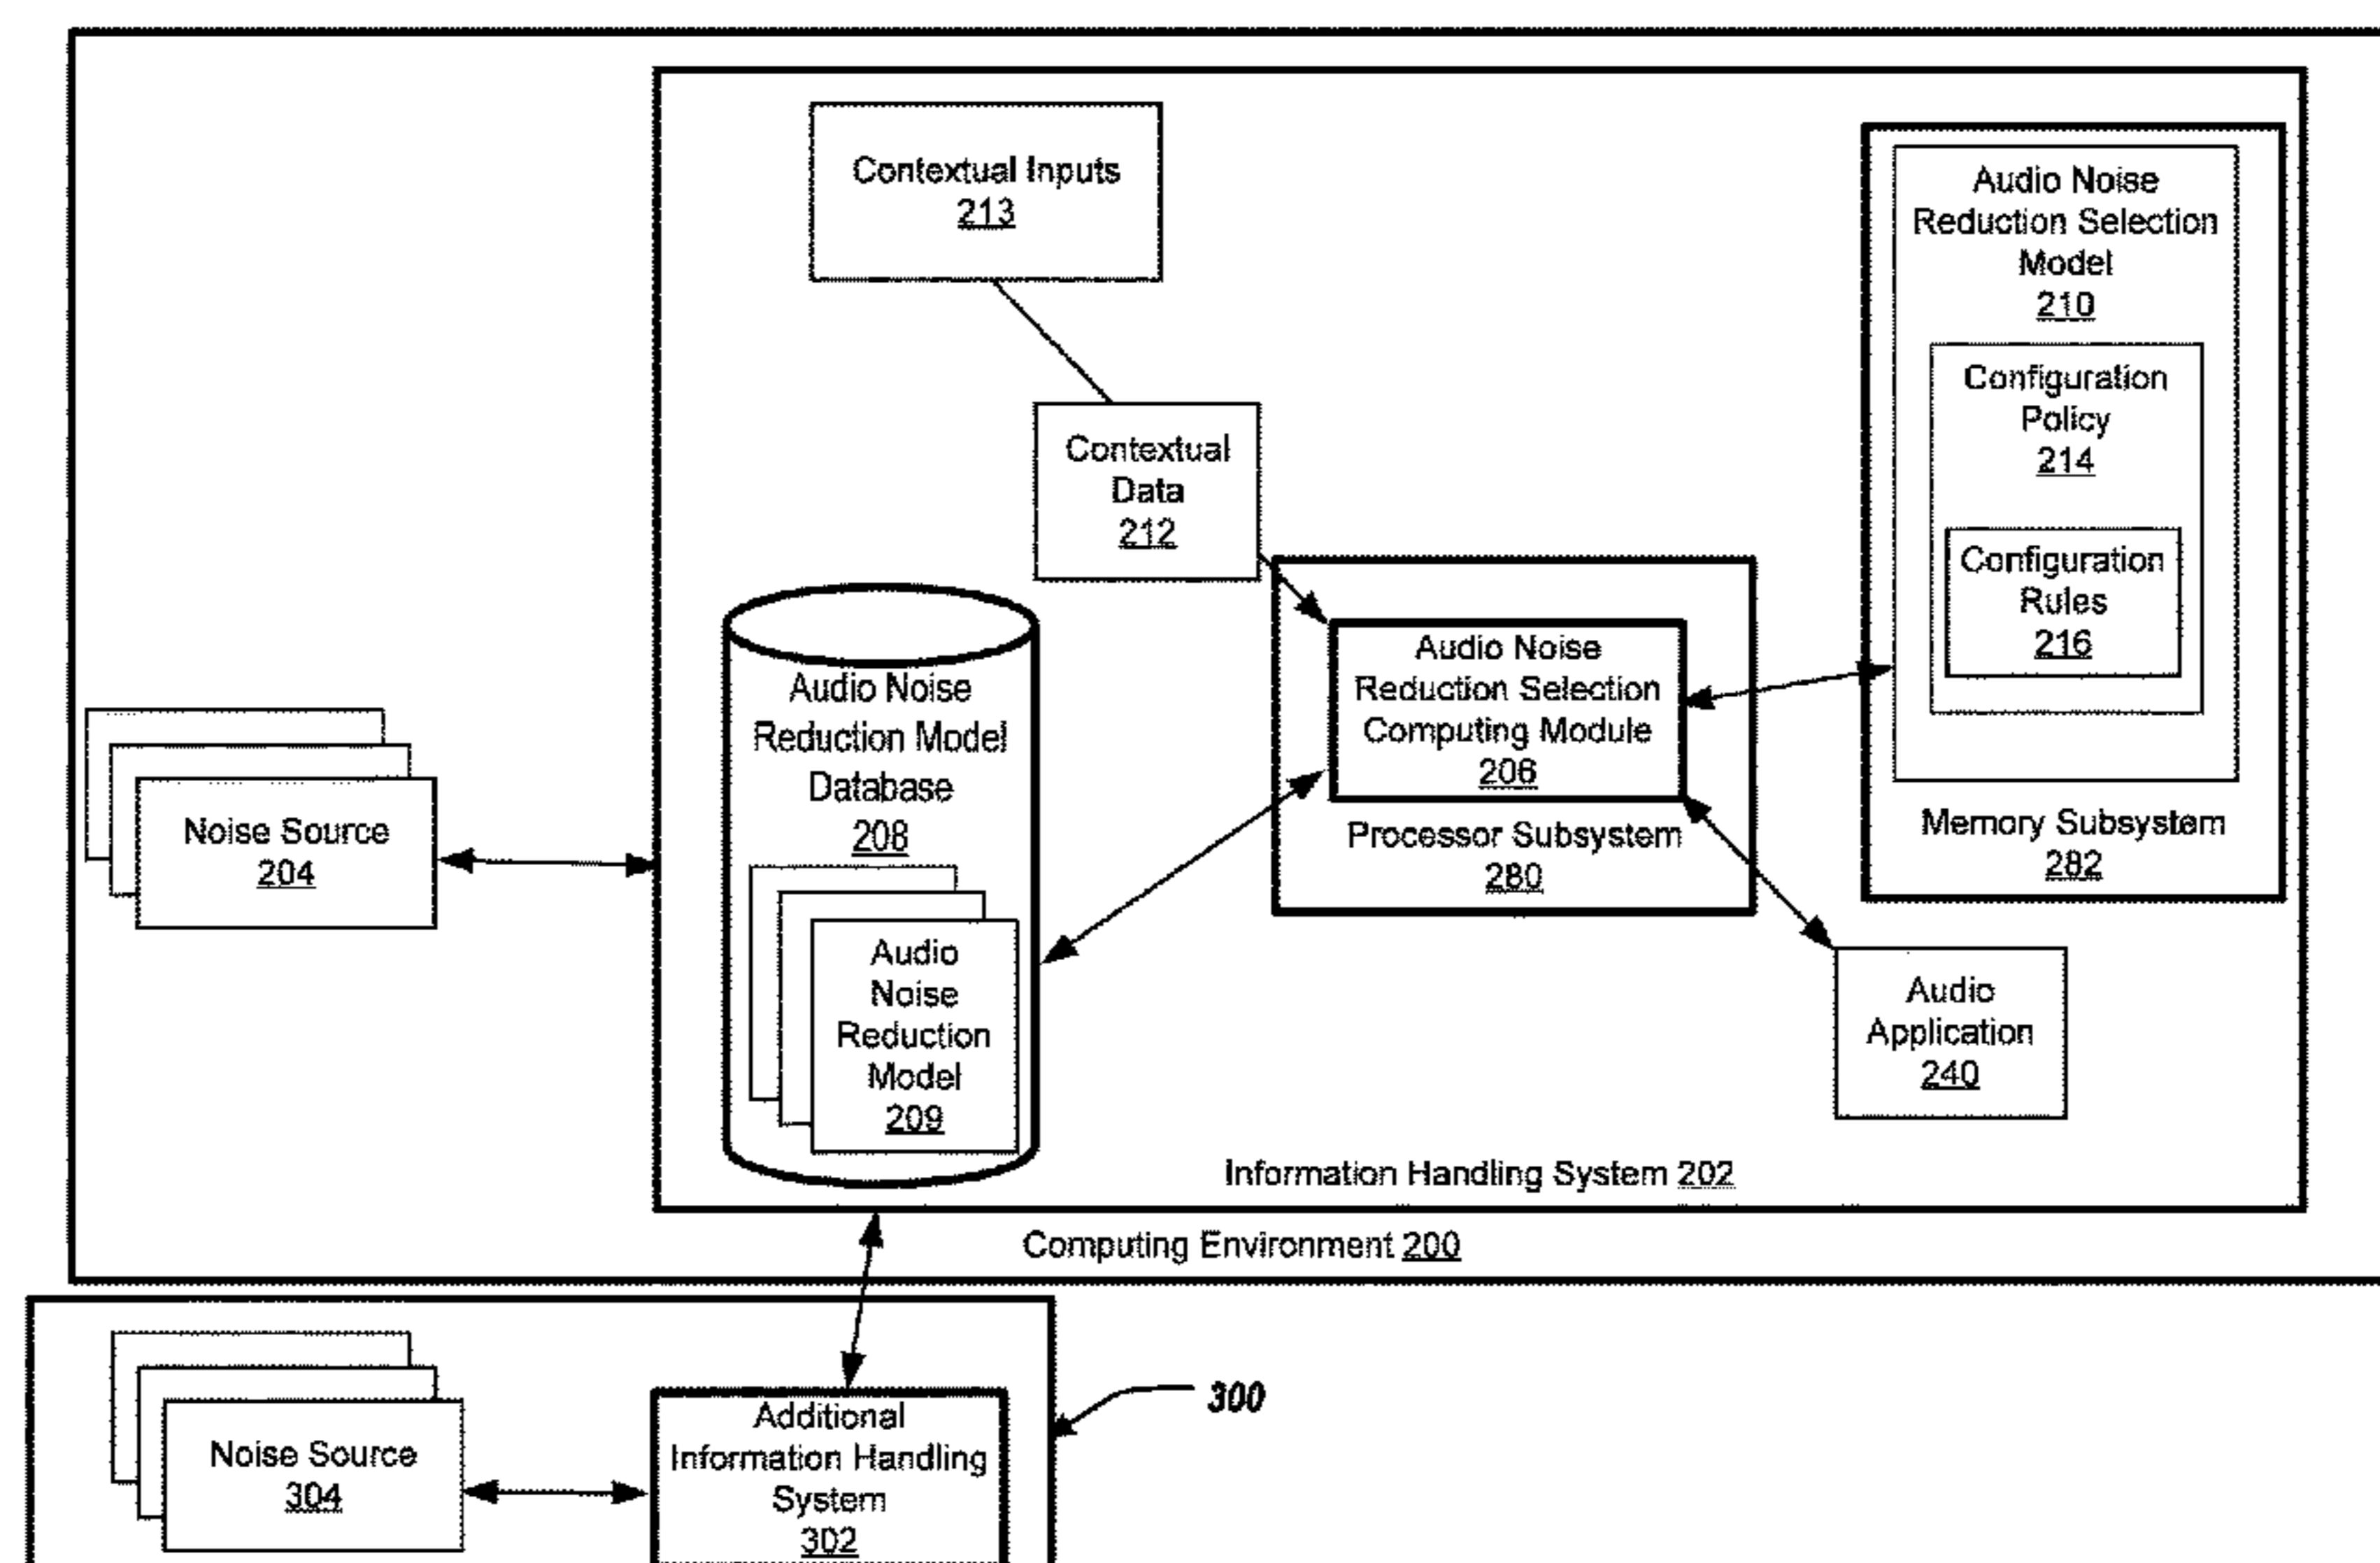 Contextual Inputs
213
Audio Noise
Reduction Selection
Model
210
Configuration
Policy
214
Configuration
Rules
216
Memory Subsystem
282
Contextual
Data
212
Audio Noise
Reduction Selection
Computing Module
206
Processor Subsystem
280
Audio Noise
Reduction Model
Database
208
Audio
Noise
Reduction
Model
209
Noise Source
204
Audio
Application
240
Information Handling System 202
Computing Environment 200
300
Noise Source
304
Additional
Information Handling
System
302